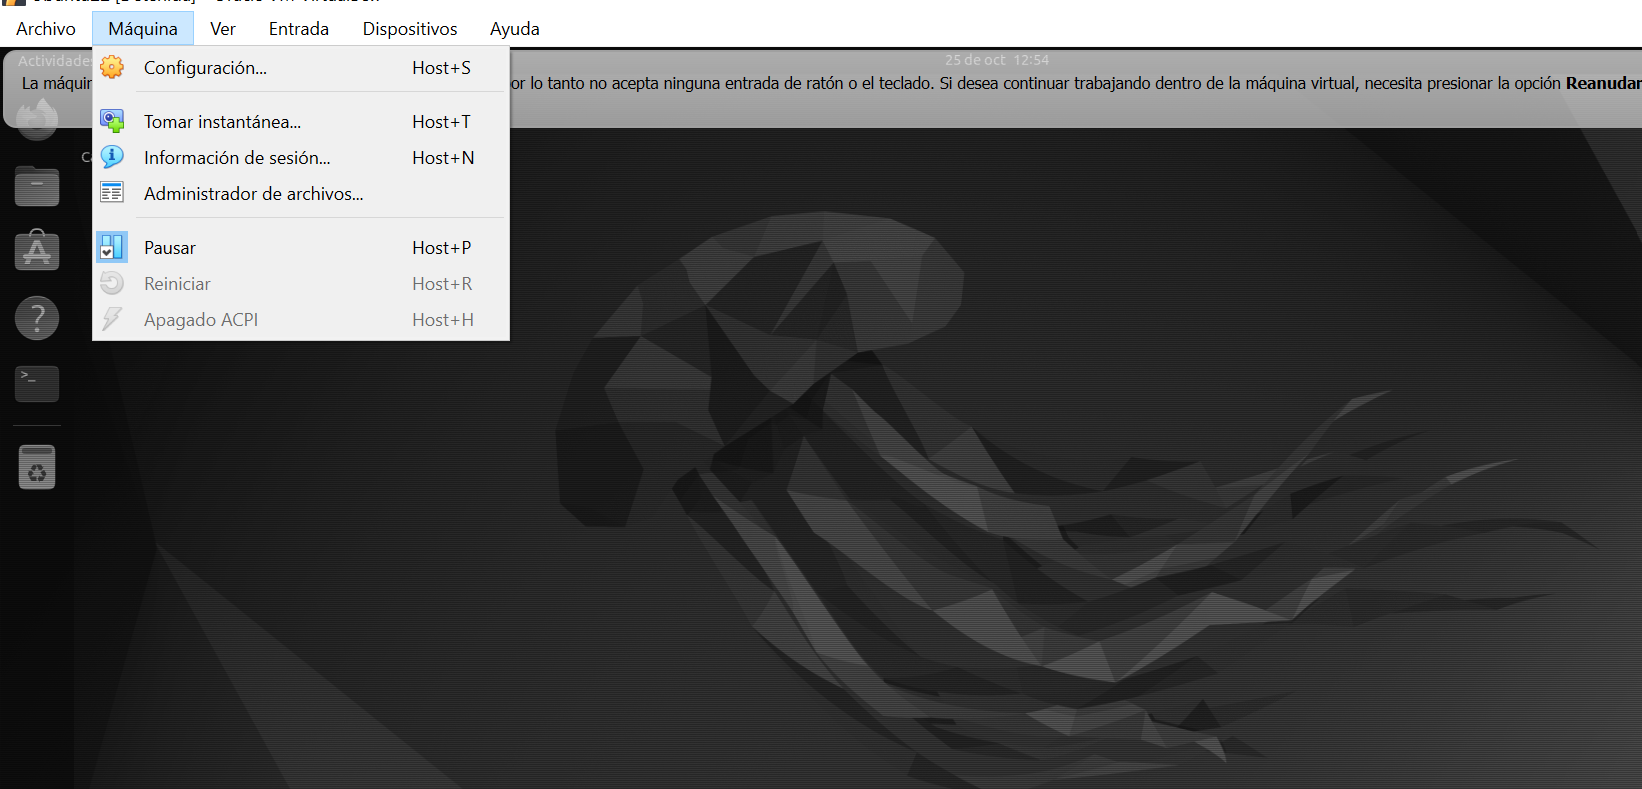 Archivo Máquina Ver Entrada Dispositivos Ayuda
Actividades 25 de oct 12:54
La máquin or lo tanto no acepta ninguna entrada de ratón o el teclado. Si desea continuar trabajando dentro de la máquina virtual, necesita presionar la opción Reanudar
Configuración... Host+S
Tomar instantánea... Host+T
Información de sesión... Host+N
Administrador de archivos...
Pausar Host+P
Reiniciar Host+R
Apagado ACPI Host+H